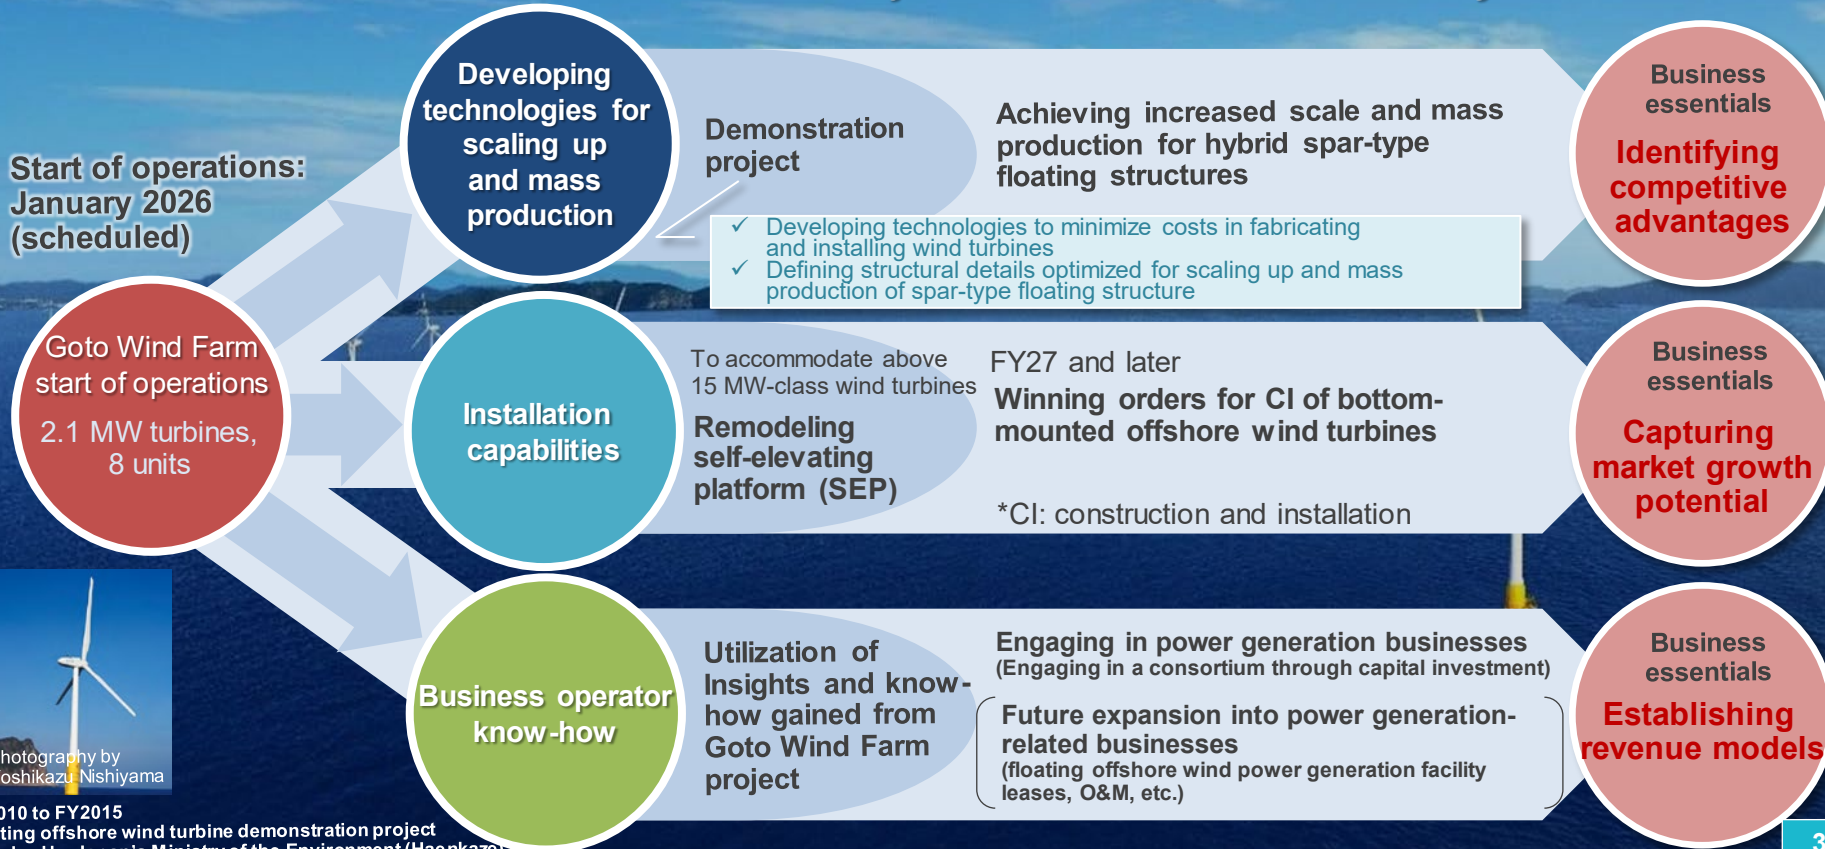 Start of operations:
January 2026
(scheduled)
Goto Wind Farm
start of operations
2.1 MW turbines,
8 units
Developing
technologies for
scaling up
and mass
production
Demonstration
project
Achieving increased scale and mass
production for hybrid spar-type
floating structures
✓ Developing technologies to minimize costs in fabricating
and installing wind turbines
✓ Defining structural details optimized for scaling up and mass
production of spar-type floating structure
Business
essentials
Identifying
competitive
advantages
Installation
capabilities
To accommodate above
15 MW-class wind turbines
Remodeling
self-elevating
platform (SEP)
FY27 and later
Winning orders for CI of bottom-
mounted offshore wind turbines
*CI: construction and installation
Business
essentials
Capturing
market growth
potential
Business operator
know-how
Utilization of
Insights and know-
how gained from
Goto Wind Farm
project
Engaging in power generation businesses
(Engaging in a consortium through capital investment)
Future expansion into power generation-
related businesses
(floating offshore wind power generation facility
leases, O&M, etc.)
Business
essentials
Establishing
revenue models
hotography by
oshikazu Nishiyama
010 to FY2015
ting offshore wind turbine demonstration project
Ministry of the Environment (Haenkaze)
3